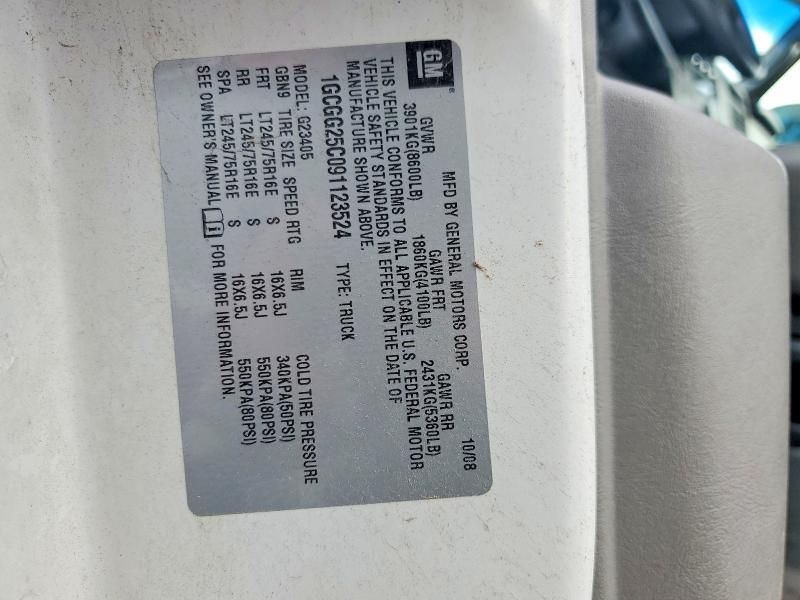 GM
MFD BY GENERAL MOTORS CORP. 10/08
GVWR GAWR FRT GAWR RR
3901KG(8600LB) 1860KG(4100LB) 2431KG(5360LB)
THIS VEHICLE CONFORMS TO ALL APPLICABLE U.S. FEDERAL MOTOR
VEHICLE SAFETY STANDARDS IN EFFECT ON THE DATE OF
MANUFACTURE SHOWN ABOVE.
1GCGG25C091123524 TYPE: TRUCK
MODEL: G23405
GBN9 TIRE SIZE SPEED RTG RIM COLD TIRE PRESSURE
FRT LT245/75R16E S 16X6.5J 340KPA(50PSI)
RR LT245/75R16E S 16X6.5J 550KPA(80PSI)
SPA LT245/75R16E S 16X6.5J 550KPA(80PSI)
SEE OWNER'S MANUAL FOR MORE INFORMATION.